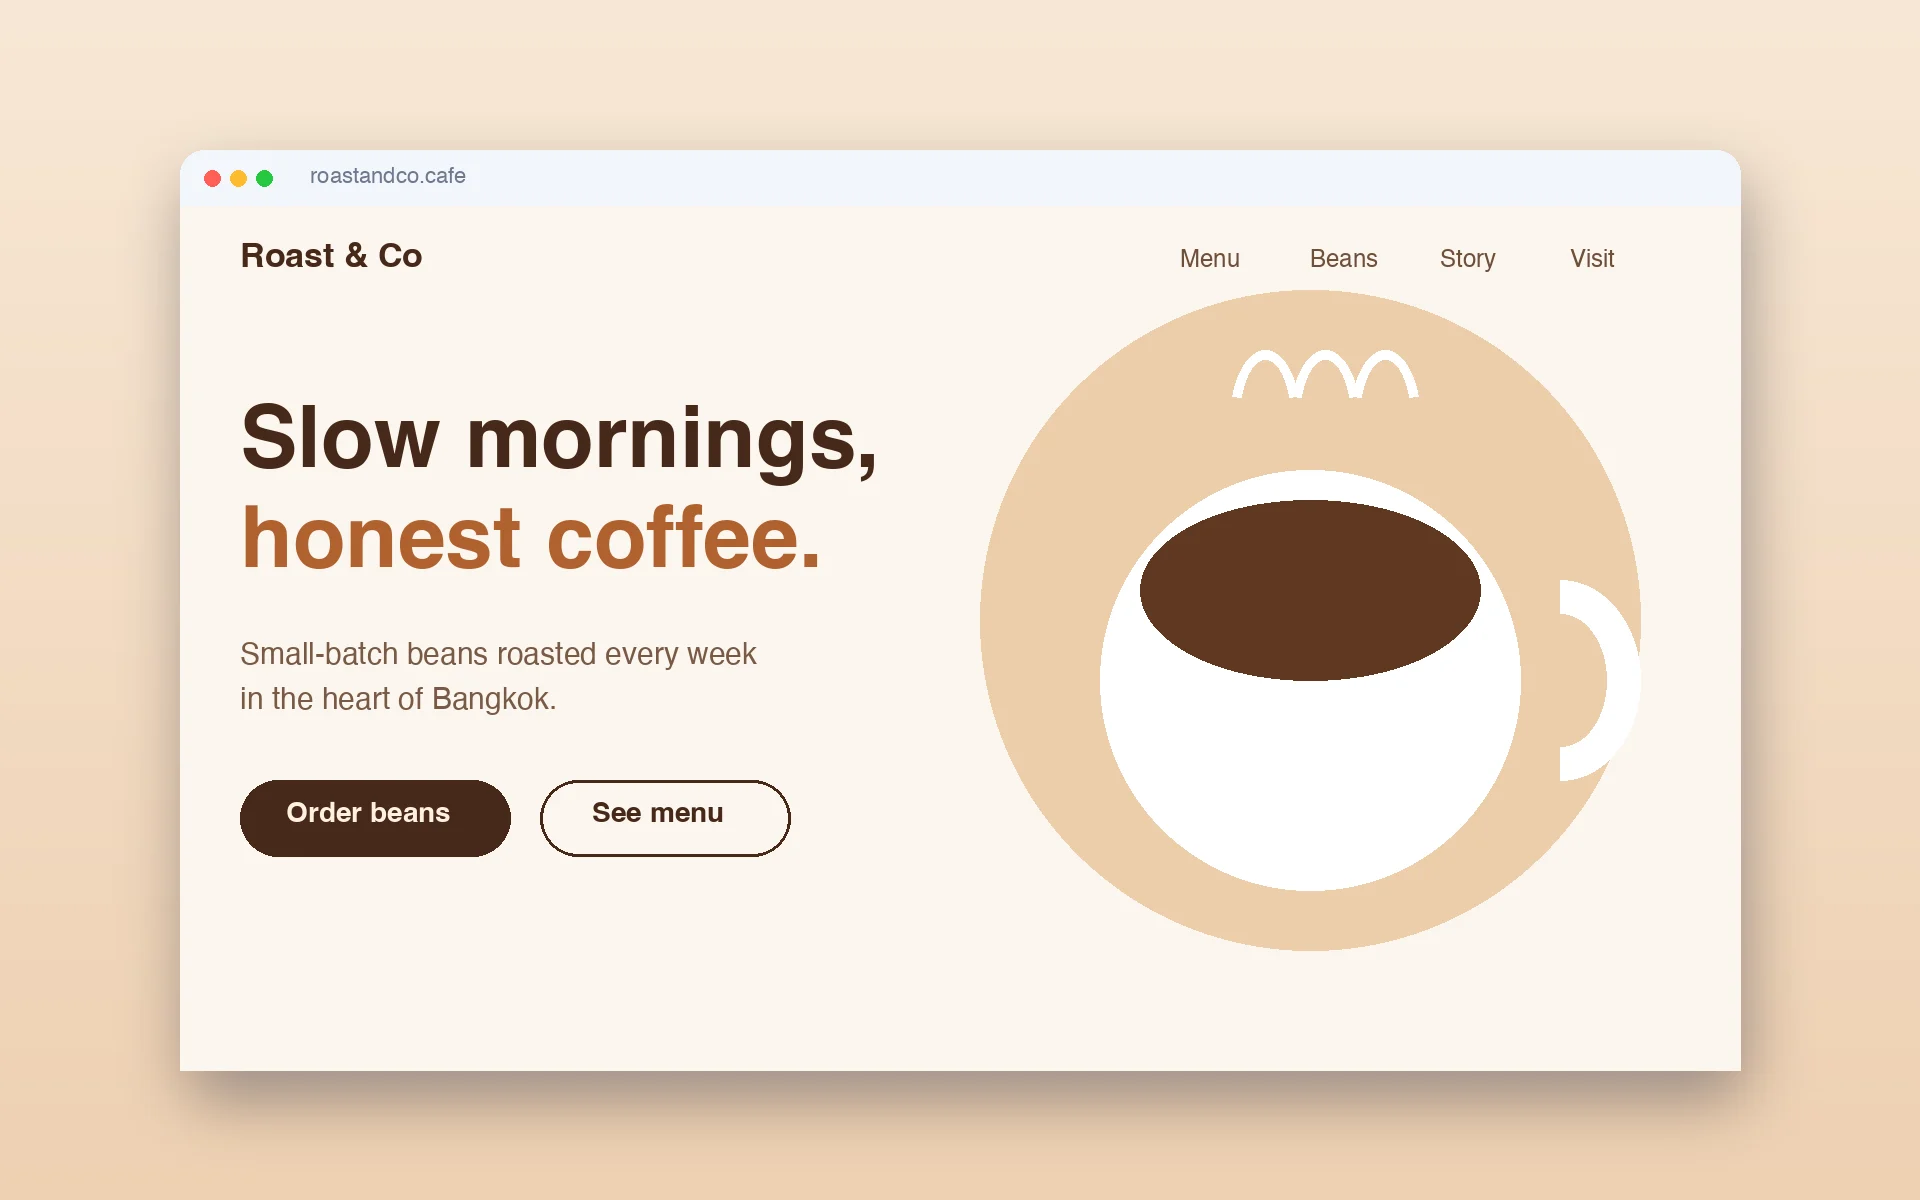 roastandco.cafe
Roast & Co
Menu Beans Story Visit
Slow mornings,
honest coffee.
Small-batch beans roasted every week
in the heart of Bangkok.
Order beans See menu